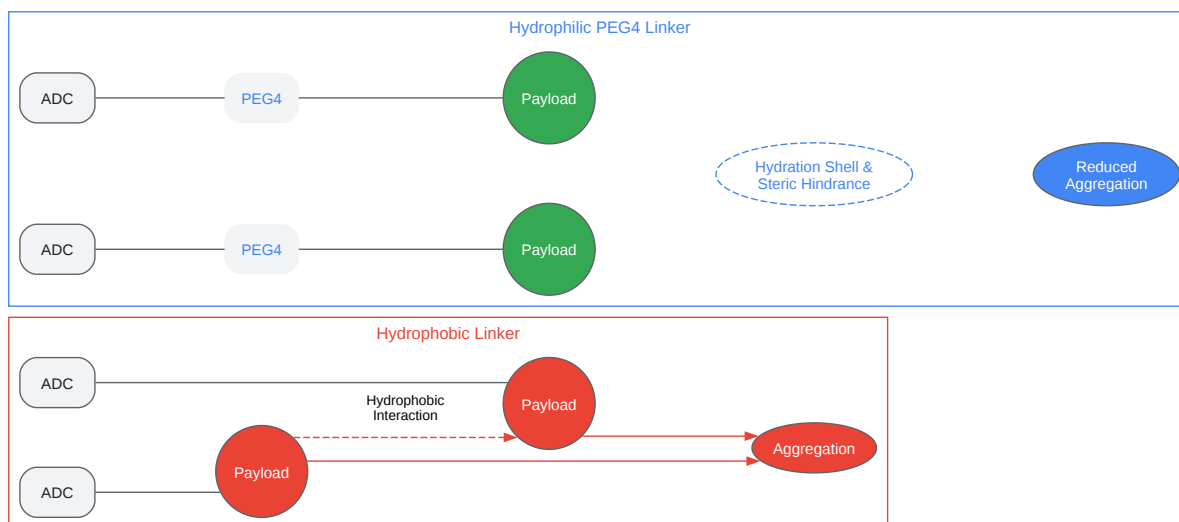 Hydrophilic PEG4 Linker
ADC
PEG4
Payload
Hydration Shell &
Steric Hindrance
Reduced
Aggregation
ADC
PEG4
Payload
Hydrophobic Linker
ADC
Hydrophobic
Interaction
Payload
Aggregation
Payload
ADC